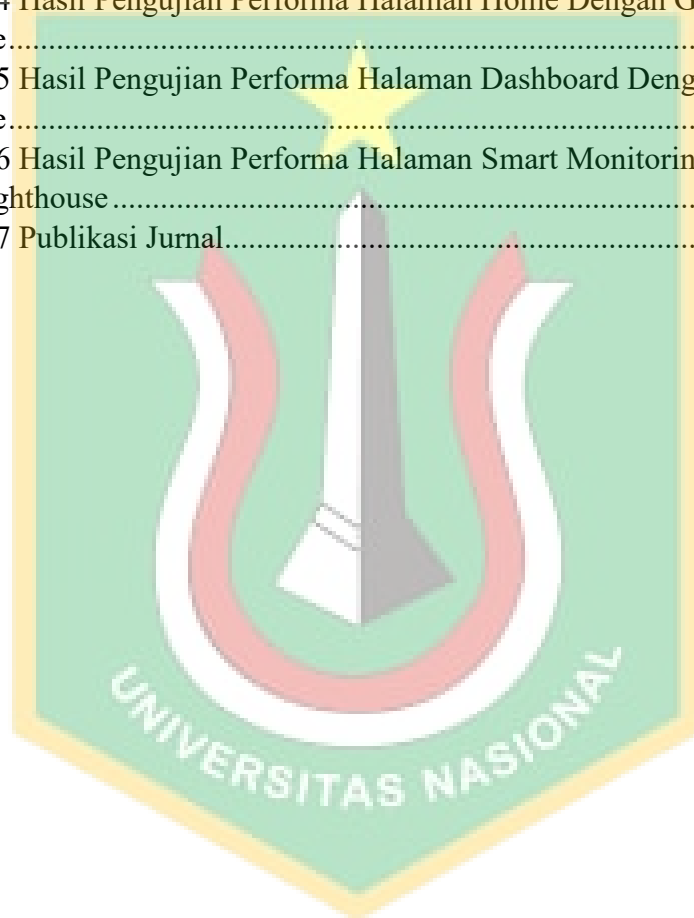 4 Hasil Pengujian Performa Halaman Home Dengan G
e........................................................................................
5 Hasil Pengujian Performa Halaman Dashboard Deng
e........................................................................................
6 Hasil Pengujian Performa Halaman Smart Monitorin
ghthouse...........................................................................
7 Publikasi Jurnal............................................................
UNIVERSITAS NASIONAL